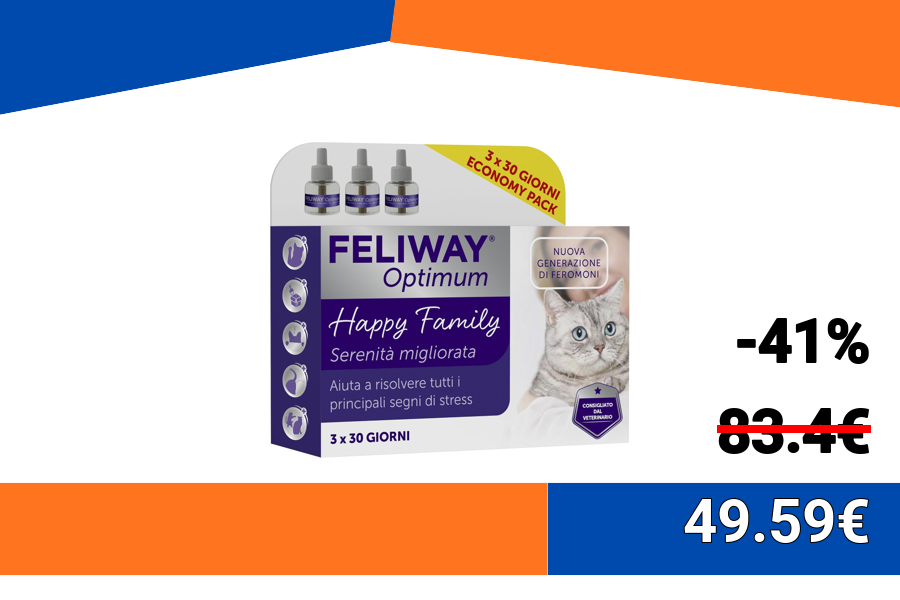 3 x 30 GIORNI
ECONOMY PACK
FELIWAY®
Optimum
NUOVA
GENERAZIONE
DI FEROMONI
Happy Family
Serenità migliorata
Aiuta a risolvere tutti i
principali segni di stress
CONSIGLIATO
DAL
VETERINARIO
3 x 30 GIORNI
-41%
83.4€
49.59€